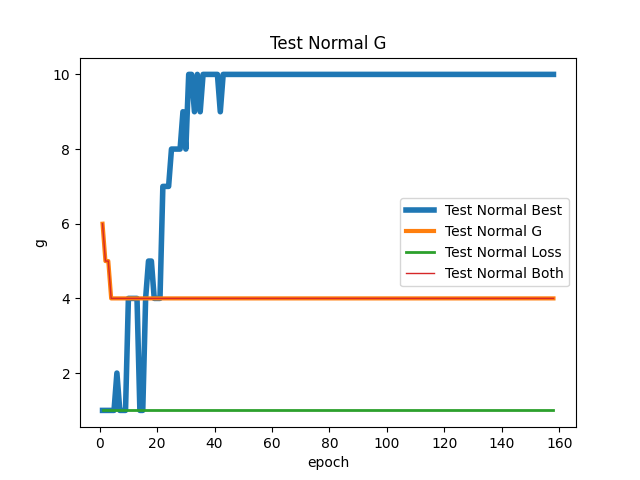 Test Normal G
10
8
6
4
2
g
Test Normal Best
Test Normal G
Test Normal Loss
Test Normal Both
0 20 40 60 80 100 120 140 160
epoch